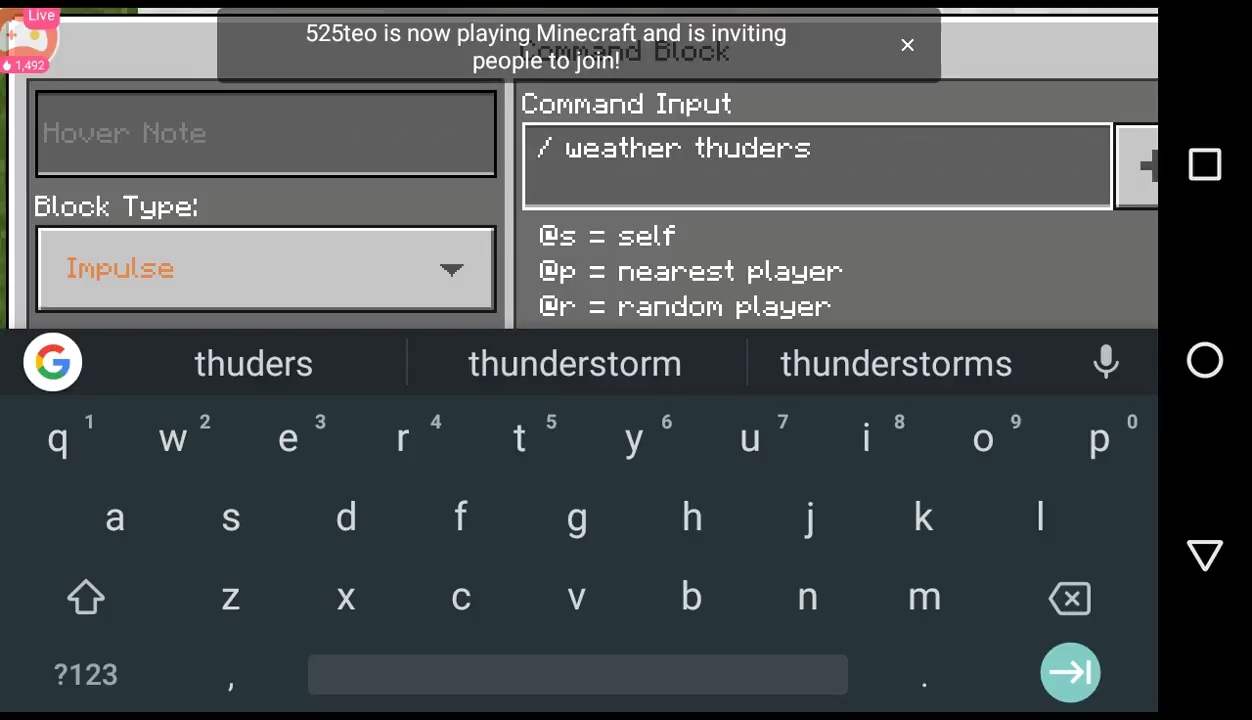 Live
1,492
525teo is now playing Minecraft and is inviting
people to join!
Command Block
Hover Note
Block Type:
Impulse
Command Input
/ weather thuders
@s = self
@p = nearest player
@r = random player
thuders thunderstorm thunderstorms
q 1 w 2 e 3 r 4 t 5 y 6 u 7 i 8 o 9 p 0
a s d f g h j k l
z x c v b n m
?123 , .